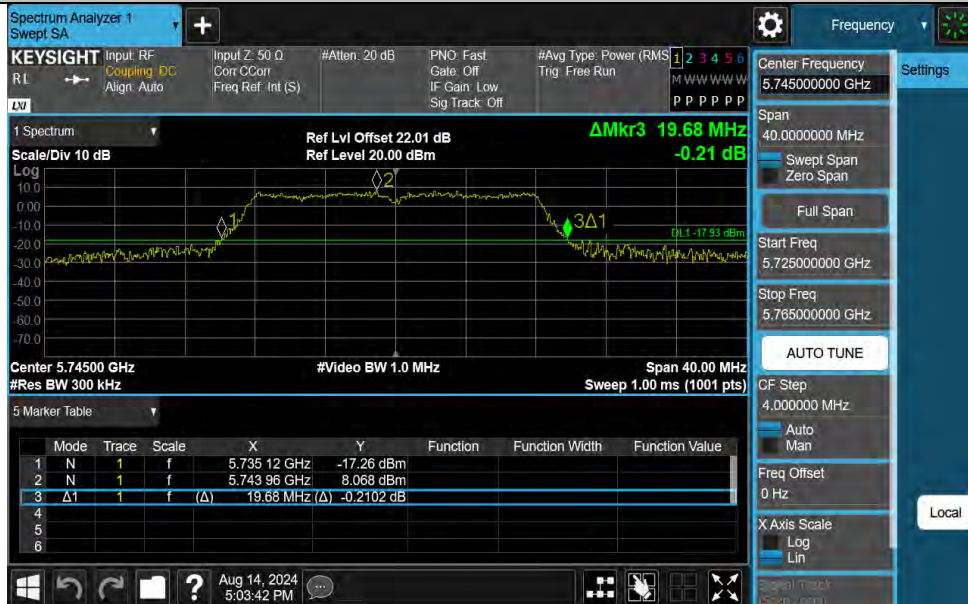 Spectrum Analyzer 1
Swept SA
+
Frequency
KEYSIGHT
Input: RF
Coupling: DC
Align: Auto
Input Z: 50 Ω
Corr CCorr
Freq Ref: Int (S)
#Atten: 20 dB
PNO: Fast
Gate: Off
IF Gain: Low
Sig Track: Off
#Avg Type: Power (RMS
Trig: Free Run
1 2 3 4 5 6
M W W W W W
P P P P P P
LXI
1 Spectrum
Scale/Div 10 dB
Ref Lvl Offset 22.01 dB
Ref Level 20.00 dBm
ΔMkr3 19.68 MHz
-0.21 dB
Log
10.0
0.00
-10.0
-20.0
-30.0
-40.0
-50.0
-60.0
-70.0
1
2
3Δ1
DL1 -17.93 dBm
Center 5.74500 GHz
#Video BW 1.0 MHz
Span 40.00 MHz
#Res BW 300 kHz
Sweep 1.00 ms (1001 pts)
5 Marker Table
Mode Trace Scale X Y Function Function Width Function Value
1 N 1 f 5.735 12 GHz -17.26 dBm
2 N 1 f 5.743 96 GHz 8.068 dBm
3 Δ1 1 f (Δ) 19.68 MHz (Δ) -0.2102 dB
4
5
6
Aug 14, 2024
5:03:42 PM
Center Frequency
5.745000000 GHz
Settings
Span
40.0000000 MHz
Swept Span
Zero Span
Full Span
Start Freq
5.725000000 GHz
Stop Freq
5.765000000 GHz
AUTO TUNE
CF Step
4.000000 MHz
Auto
Man
Freq Offset
0 Hz
X Axis Scale
Log
Lin
Local
Signal Track